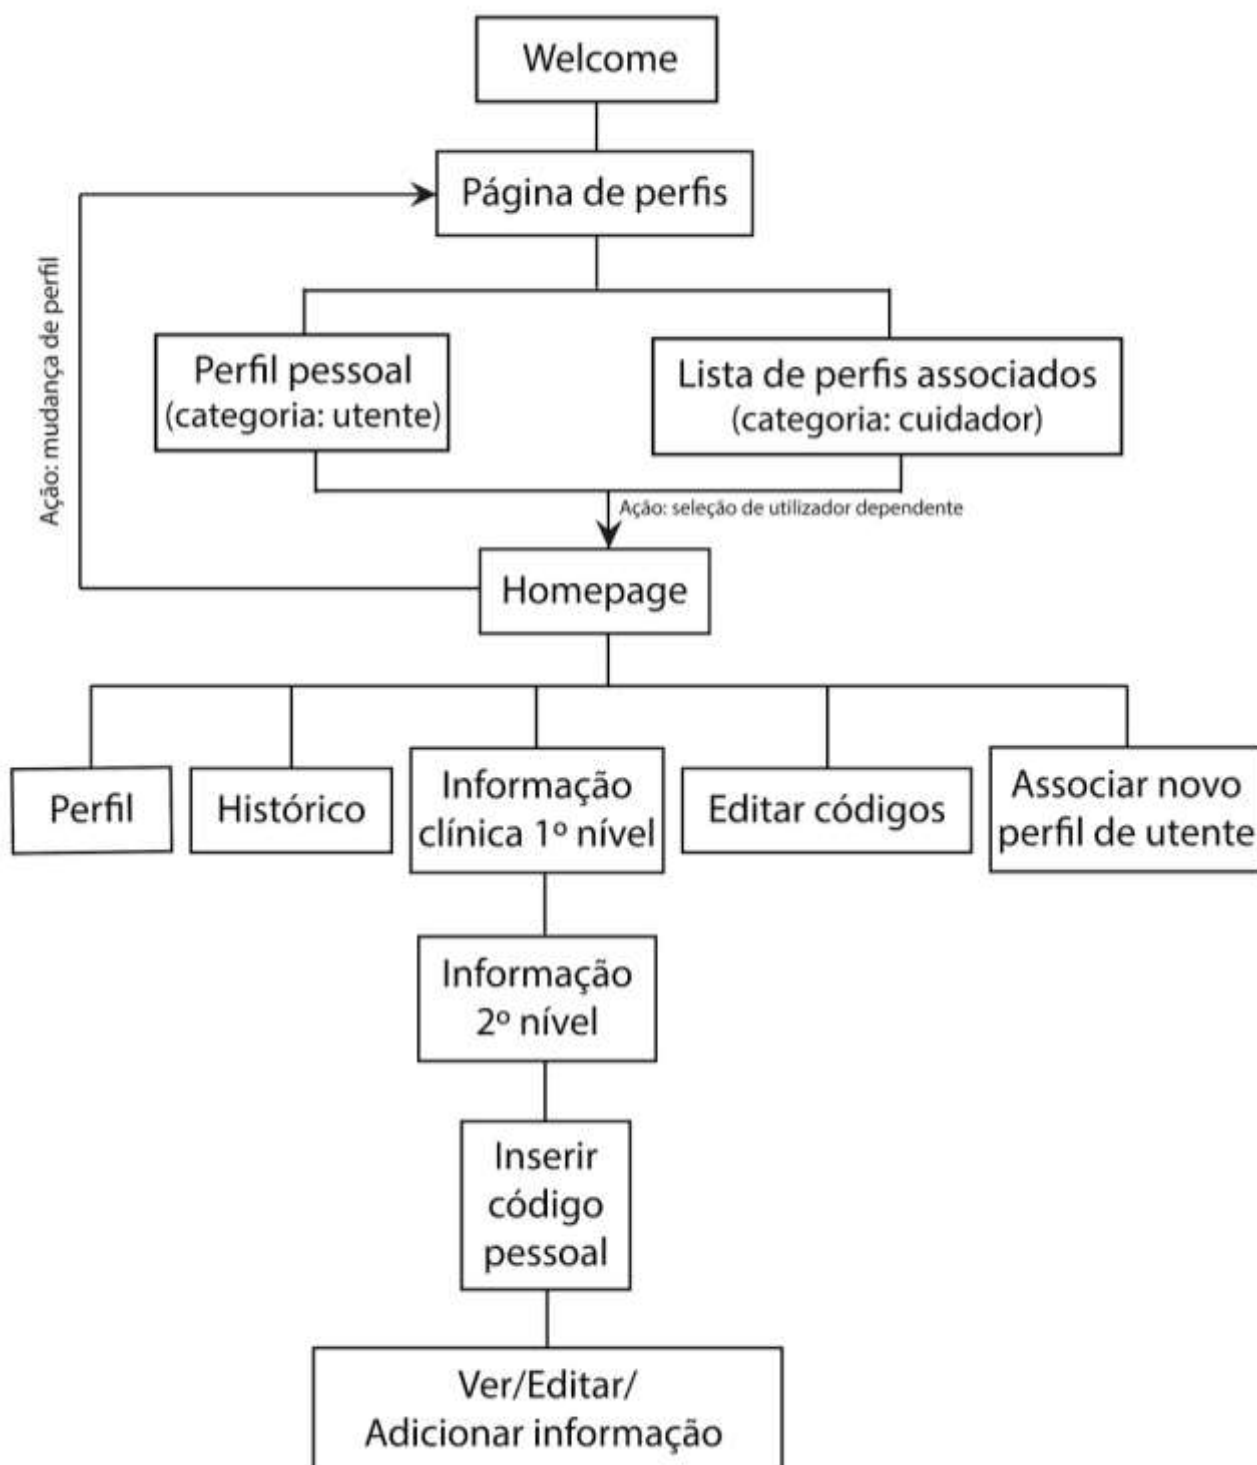 Welcome
Página de perfis
Ação: mudança de perfil
Perfil pessoal
(categoria: utente)
Lista de perfis associados
(categoria: cuidador)
Ação: seleção de utilizador dependente
Homepage
Perfil
Histórico
Informação
clínica 1º nível
Editar códigos
Associar novo
perfil de utente
Informação
2º nível
Inserir
código
pessoal
Ver/Editar/
Adicionar informação